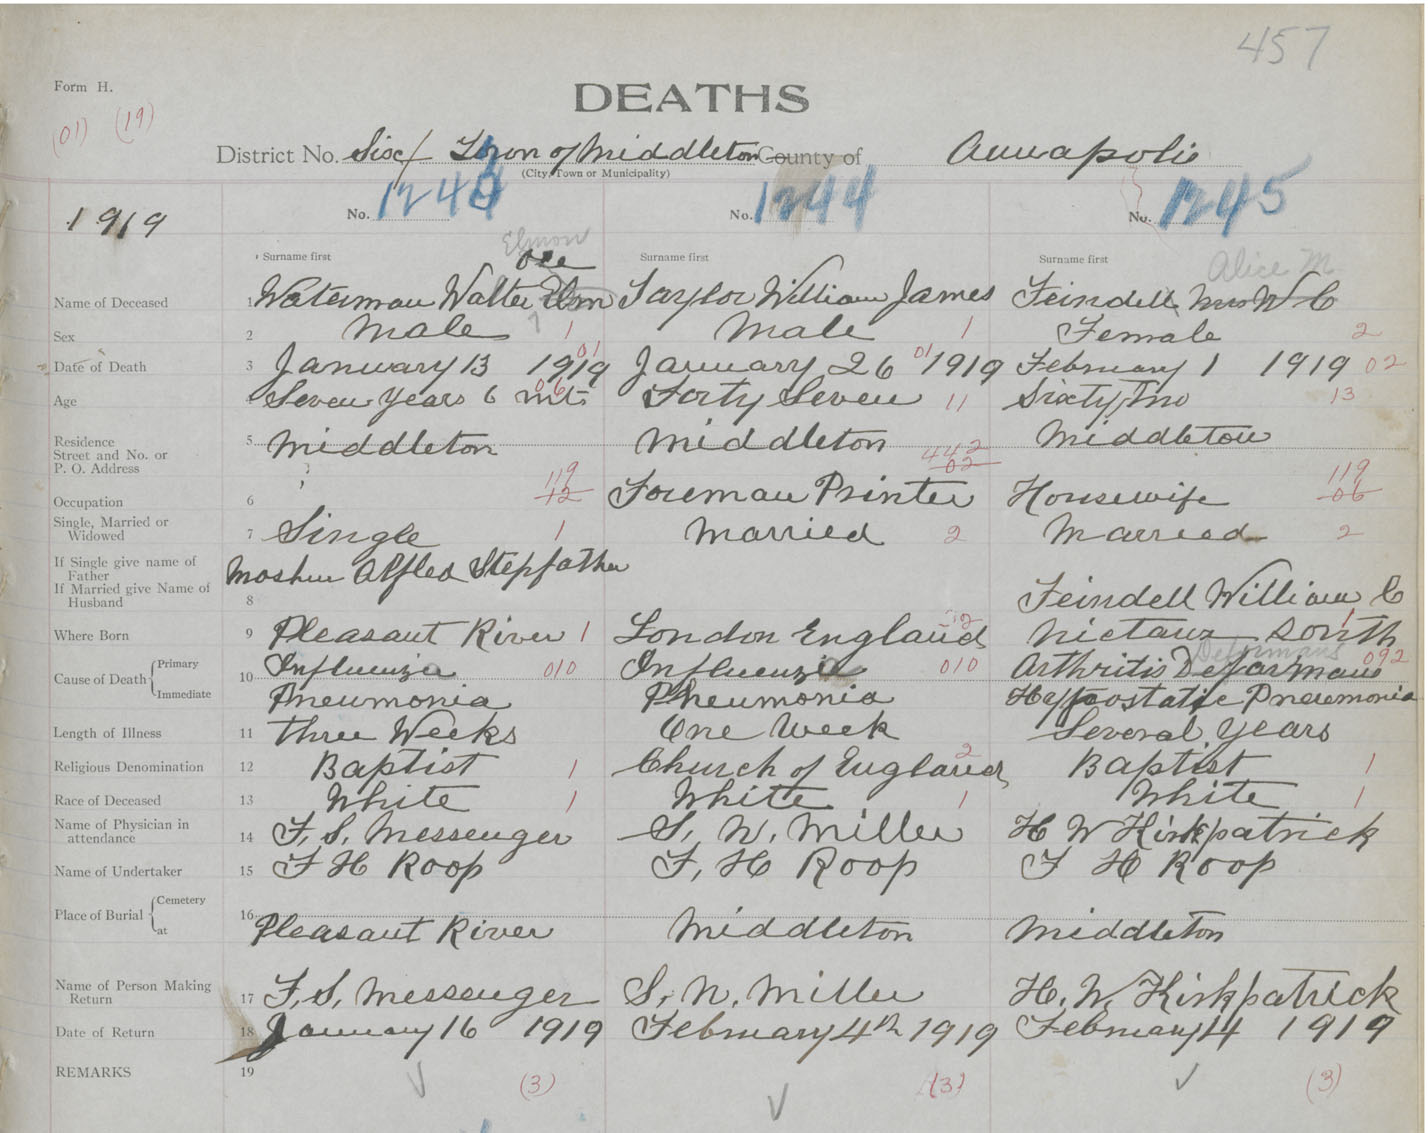 457
Form H.
(01) (19)
DEATHS
District No. Six Town of Middleton County of Annapolis
(City, Town or Municipality)
1919
No. No. 1244 No. 1245
Elmon Alice M
Surname first Surname first Surname first
Name of Deceased 1 Waterman Walter Taylor William James Feindell Mrs W C
Sex 2 Male 1 Male 1 Female 2
Date of Death 3 January 13 1919 01 January 26 01 1919 February 1 1919 02
Age 4 Seven years 6 mts 06 Forty Seven 11 Sixty Two 13
Residence Street and No. or P. O. Address 5 Middleton Middleton Middleton
119 442 02 119
Occupation 6 12 Foreman Printer Housewife 06
Single, Married or Widowed 7 Single 1 Married 2 Married 2
If Single give name of Father Alfred Stepfather
If Married give Name of Husband 8 Feindell William C
Where Born 9 Pleasant River 1 London England Nictaux South 1
Deformans
Cause of Death Primary 10 Influenza 010 Influenza 010 Arthritis Deformans 092
Immediate Pneumonia Pneumonia Hypostatic Pneumonia
Length of Illness 11 Three Weeks One Week Several Years
Religious Denomination 12 Baptist 1 Church of England 2 Baptist 1
Race of Deceased 13 White 1 White 1 White 1
Name of Physician in attendance 14 F. S. Messenger S. N. Miller H W Kirkpatrick
Name of Undertaker 15 F H Roop F. H Roop F H Roop
Place of Burial Cemetery 16
at Pleasant River Middleton Middleton
Name of Person Making Return 17 F. S. Messenger S. N. Miller H. W. Kirkpatrick
Date of Return 18 January 16 1919 February 4th 1919 February 4 1919
REMARKS 19
(3) (3) (3)